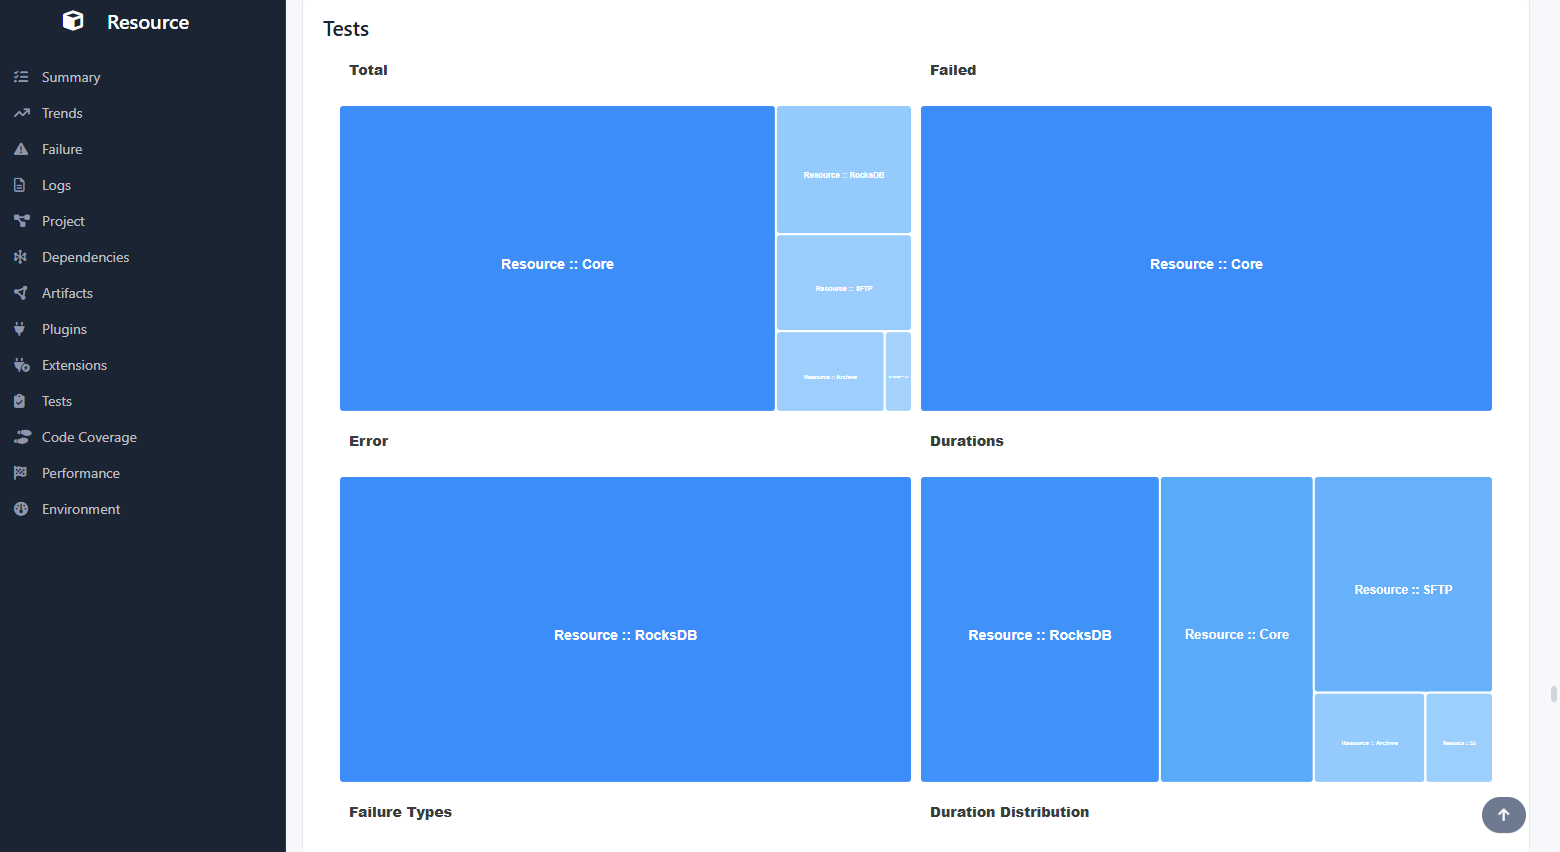 Resource
Summary
Trends
Failure
Logs
Project
Dependencies
Artifacts
Plugins
Extensions
Tests
Code Coverage
Performance
Environment
Tests
Total
Resource :: Core
Resource :: RocksDB
Resource :: SFTP
Resource :: Archive
Failed
Resource :: Core
Error
Resource :: RocksDB
Durations
Resource :: RocksDB
Resource :: Core
Resource :: SFTP
Resource :: Archive
Resource :: S3
Failure Types
Duration Distribution